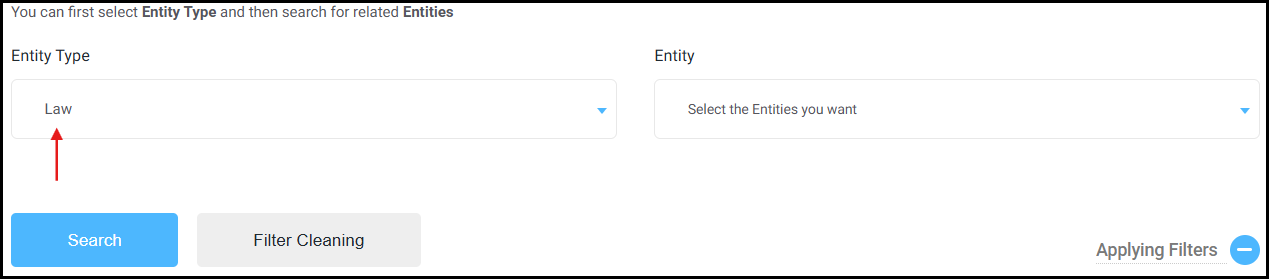 You can first select Entity Type and then search for related Entities
Entity Type
Entity
Law
Select the Entities you want
Search
Filter Cleaning
Applying Filters